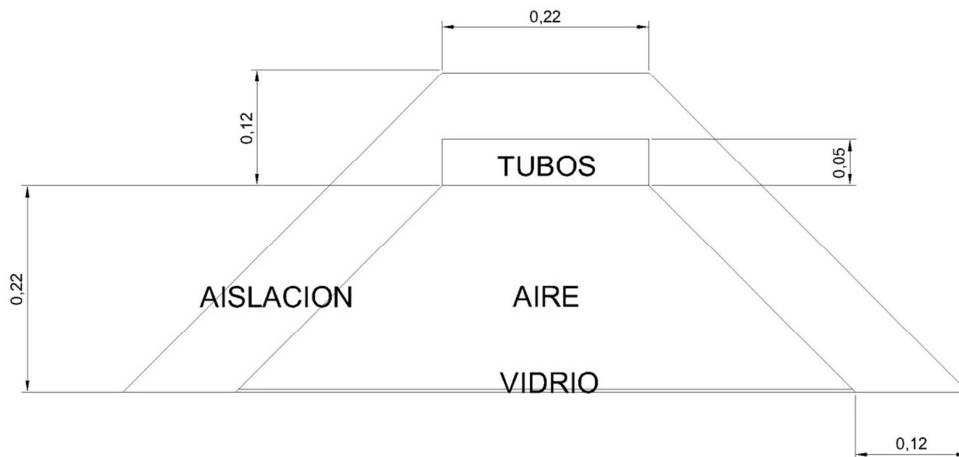 0,22
0,12
TUBOS
0,05
0,22
AISLACION
AIRE
VIDRIO
0,12